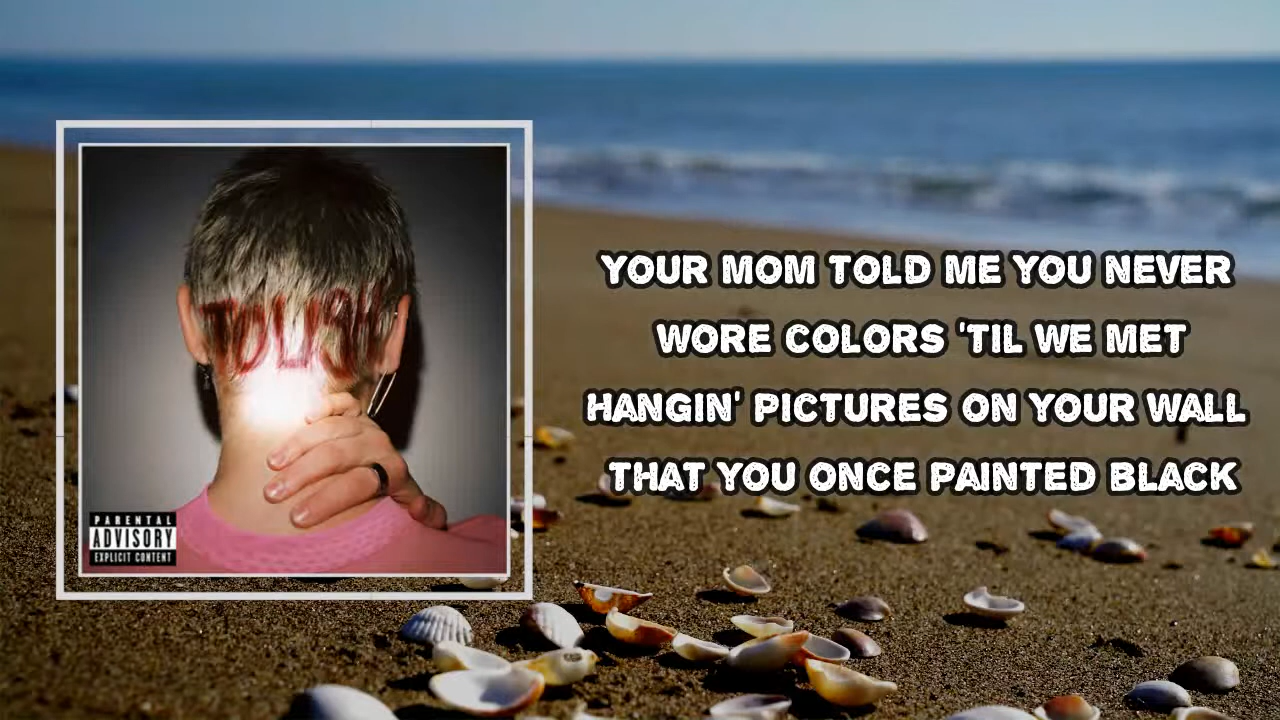 TOUGH
PARENTAL
ADVISORY
EXPLICIT CONTENT
YOUR MOM TOLD ME YOU NEVER
WORE COLORS 'TIL WE MET
HANGIN' PICTURES ON YOUR WALL
THAT YOU ONCE PAINTED BLACK